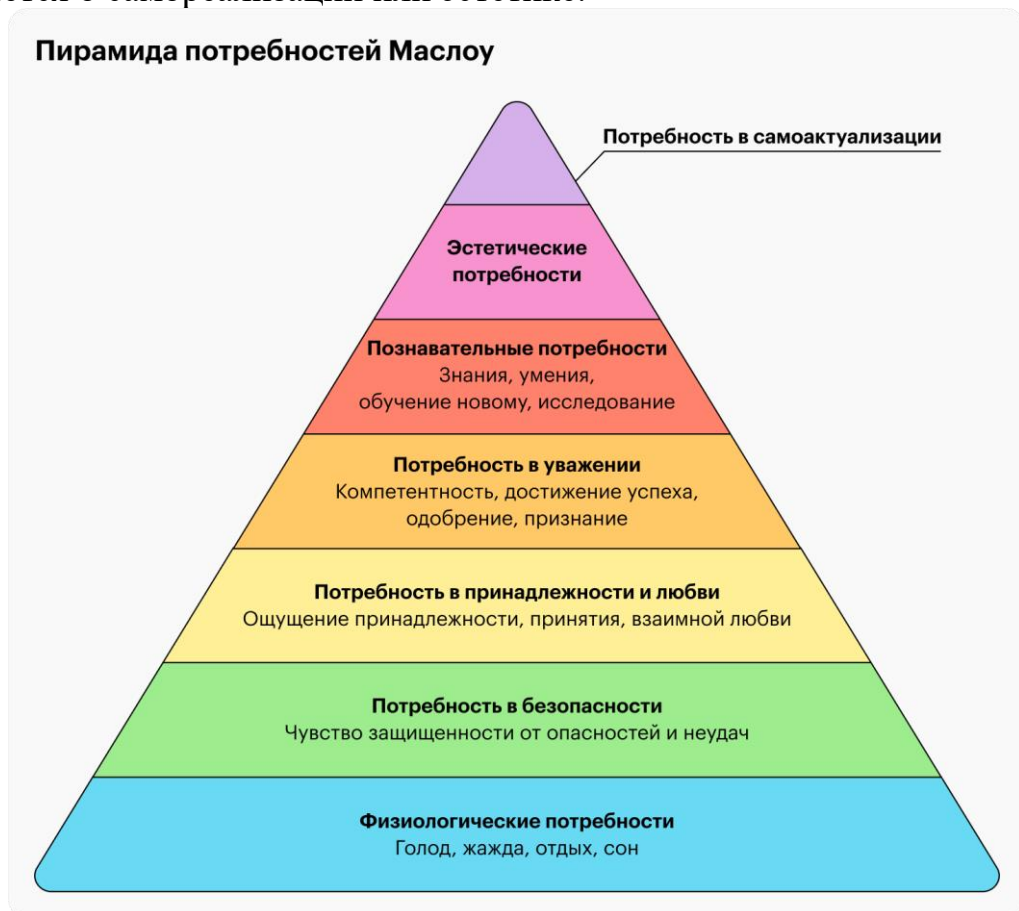 Пирамида потребностей Маслоу
Потребность в самоактуализации
Эстетические
потребности
Познавательные потребности
Знания, умения,
обучение новому, исследование
Потребность в уважении
Компетентность, достижение успеха,
одобрение, признание
Потребность в принадлежности и любви
Ощущение принадлежности, принятия, взаимной любви
Потребность в безопасности
Чувство защищенности от опасностей и неудач
Физиологические потребности
Голод, жажда, отдых, сон